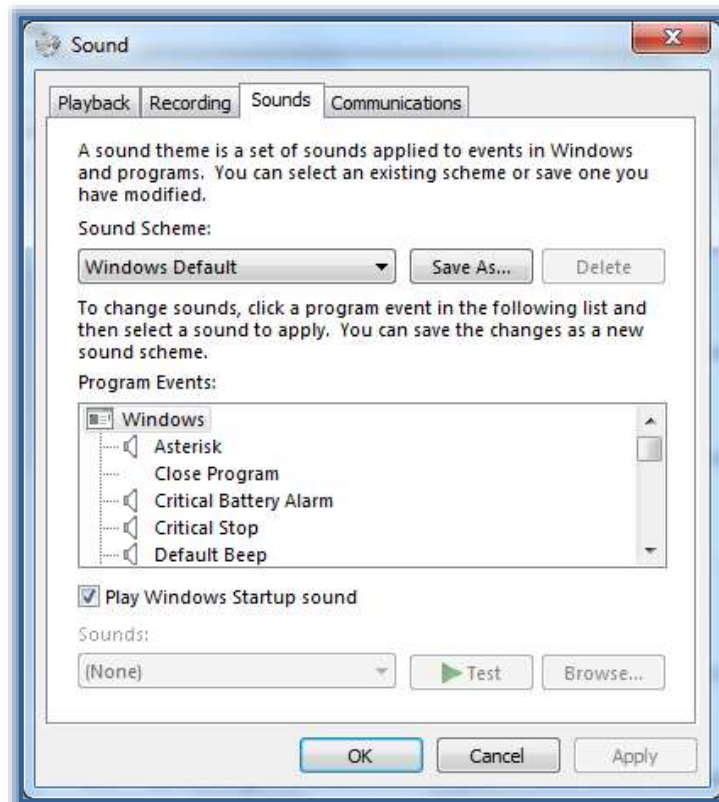 Sound
Playback Recording Sounds Communications
A sound theme is a set of sounds applied to events in Windows
and programs. You can select an existing scheme or save one you
have modified.
Sound Scheme:
Windows Default Save As... Delete
To change sounds, click a program event in the following list and
then select a sound to apply. You can save the changes as a new
sound scheme.
Program Events:
Windows
Asterisk
Close Program
Critical Battery Alarm
Critical Stop
Default Beep
Play Windows Startup sound
Sounds:
(None) Test Browse...
OK Cancel Apply